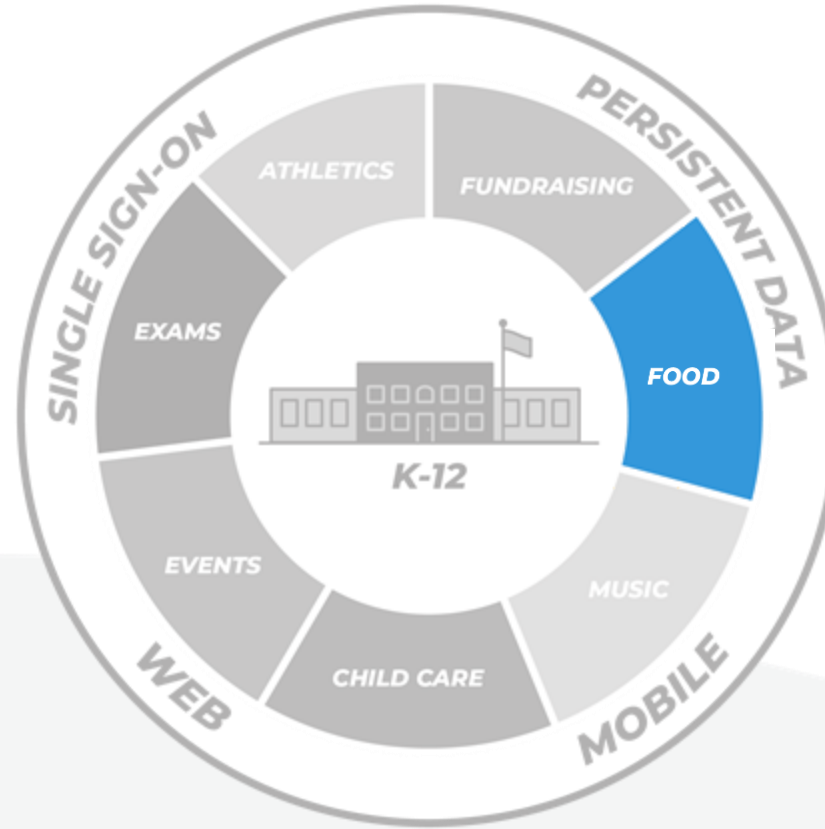 SINGLE SIGN-ON
PERSISTENT DATA
ATHLETICS
FUNDRAISING
EXAMS
FOOD
K-12
EVENTS
MUSIC
CHILD CARE
WEB
MOBILE